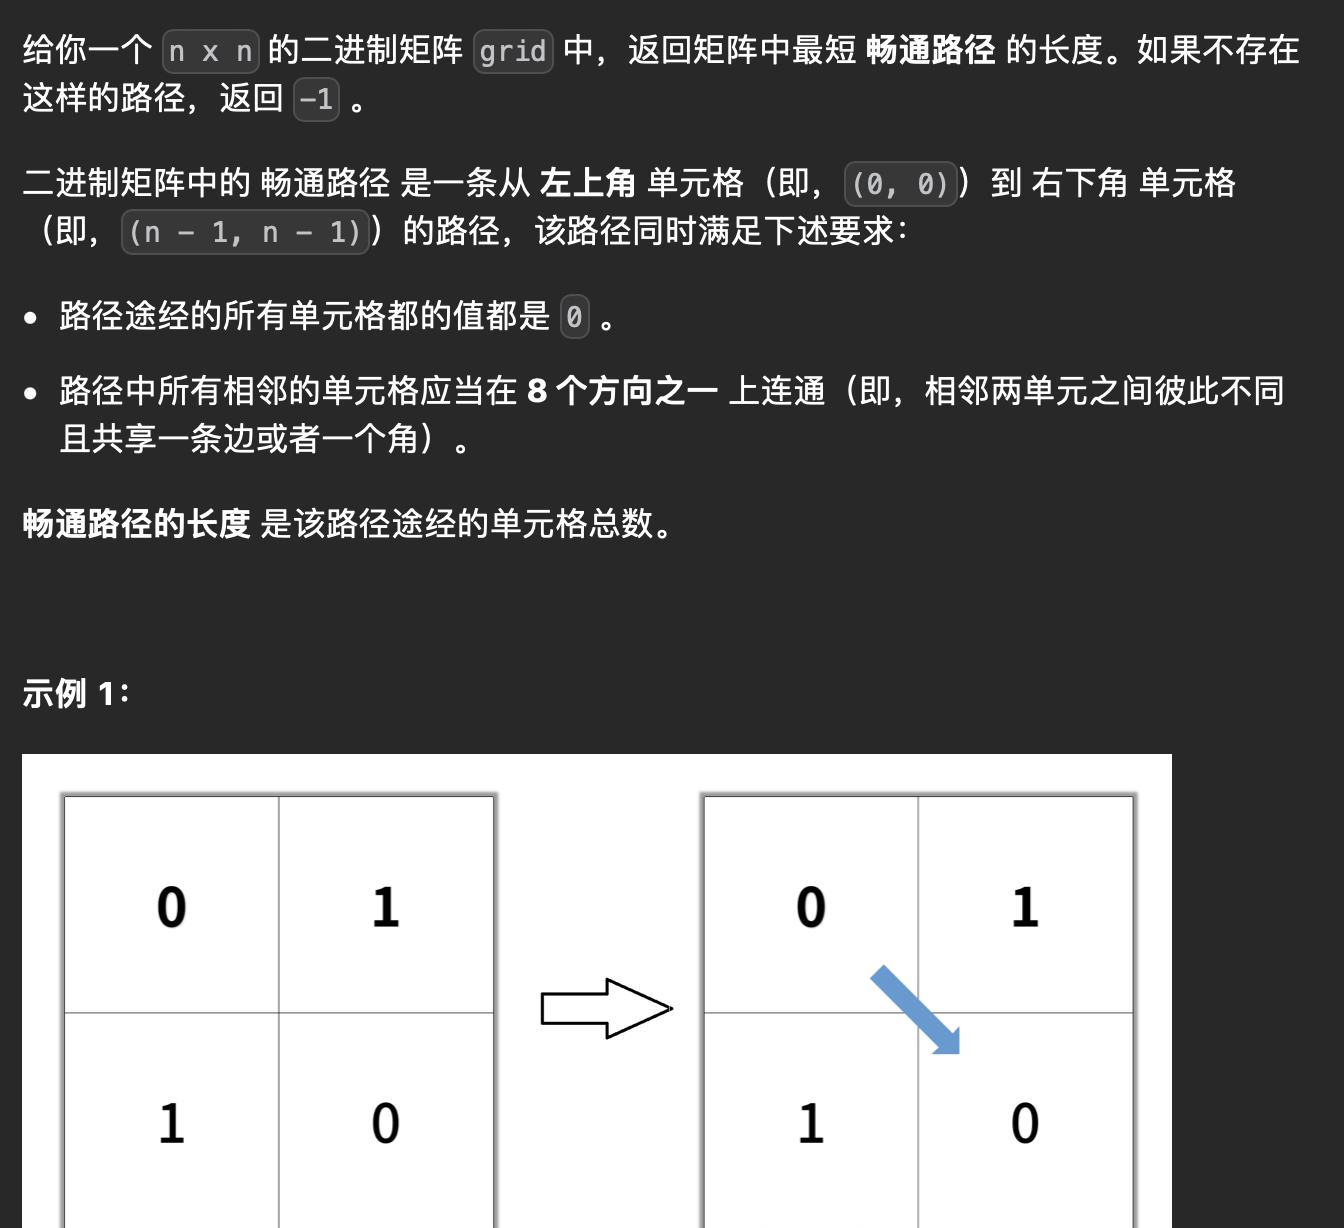 给你一个 n x n 的二进制矩阵 grid 中，返回矩阵中最短 畅通路径 的长度。如果不存在
这样的路径，返回 -1 。
二进制矩阵中的 畅通路径 是一条从 左上角 单元格（即，(0, 0)）到 右下角 单元格
（即，(n - 1, n - 1)）的路径，该路径同时满足下述要求：
• 路径途经的所有单元格都的值都是 0 。
• 路径中所有相邻的单元格应当在 8 个方向之一 上连通（即，相邻两单元之间彼此不同
且共享一条边或者一个角）。
畅通路径的长度 是该路径途经的单元格总数。
示例 1：
0 1 0 1
1 0 1 0